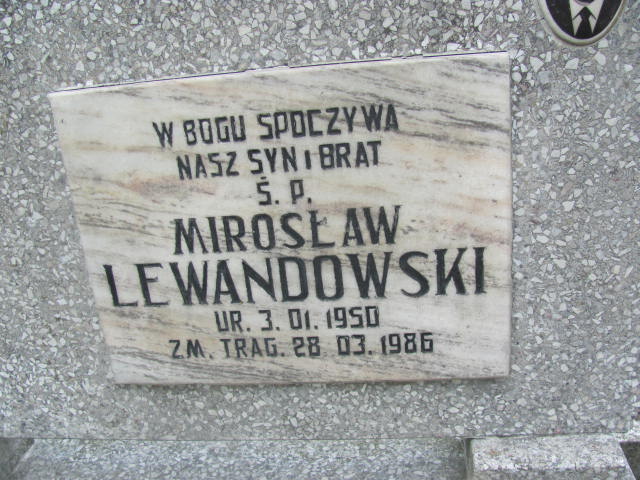 W BOGU SPOCZYWA
NASZ SYN I BRAT
Ś. P.
MIROSŁAW
LEWANDOWSKI
UR. 3. 01. 1950
ZM. TRAG. 28 03. 1986